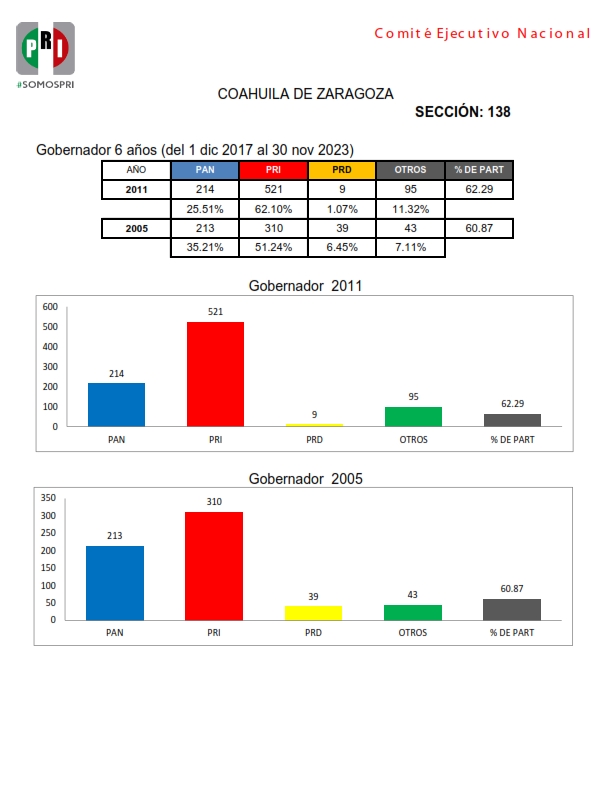 Comité Ejecutivo Nacional
PRI
#SOMOSPRI
COAHUILA DE ZARAGOZA
SECCIÓN: 138
Gobernador 6 años (del 1 dic 2017 al 30 nov 2023)
AÑO PAN PRI PRD OTROS % DE PART
2011 214 521 9 95 62.29
25.51% 62.10% 1.07% 11.32%
2005 213 310 39 43 60.87
35.21% 51.24% 6.45% 7.11%
Gobernador 2011
600
500
400
300
200
100
0
214
521
9
95
62.29
PAN PRI PRD OTROS % DE PART
Gobernador 2005
350
300
250
200
150
100
50
0
213
310
39
43
60.87
PAN PRI PRD OTROS % DE PART